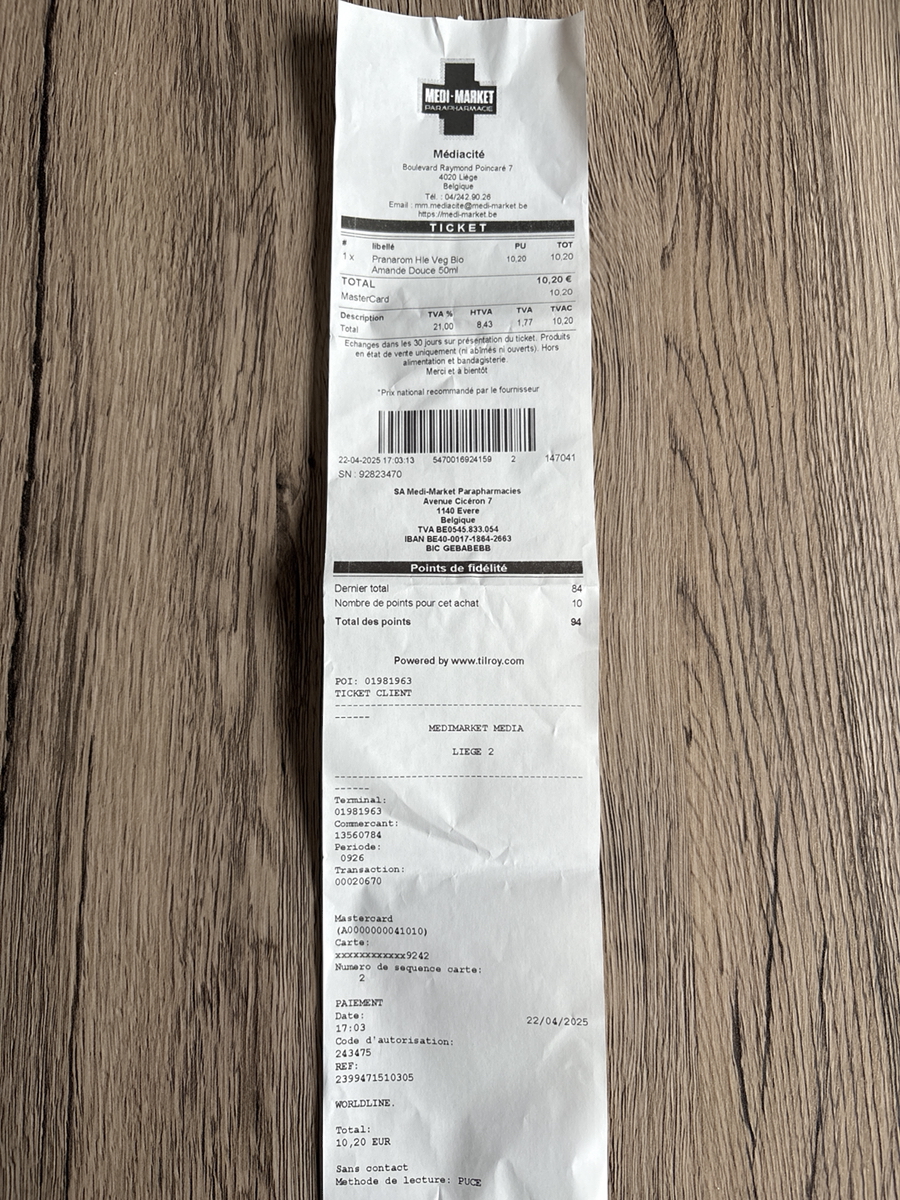 MEDI-MARKET
PARAPHARMACIE
Médiacité
Boulevard Raymond Poincaré 7
4020 Liège
Belgique
Tél. : 04/242.90.26
Email : mm.mediacite@medi-market.be
https://medi-market.be
TICKET
# libellé PU TOT
1 x Pranarom Hle Veg Bio 10,20 10,20
Amande Douce 50ml
TOTAL 10,20 €
MasterCard 10,20
Description TVA % HTVA TVA TVAC
Total 21,00 8,43 1,77 10,20
Echanges dans les 30 jours sur présentation du ticket. Produits
en état de vente uniquement (ni abîmés ni ouverts). Hors
alimentation et bandagisterie.
Merci et à bientôt
*Prix national recommandé par le fournisseur
22-04-2025 17:03:13 5470016924159 2 147041
SN : 92823470
SA Medi-Market Parapharmacies
Avenue Cicéron 7
1140 Evere
Belgique
TVA BE0545.833.054
IBAN BE40-0017-1864-2663
BIC GEBABEBB
Points de fidélité
Dernier total 84
Nombre de points pour cet achat 10
Total des points 94
Powered by www.tilroy.com
POI: 01981963
TICKET CLIENT
------------------------------------------
------
MEDIMARKET MEDIA
LIEGE 2
------------------------------------------
------
Terminal:
01981963
Commercant:
13560784
Periode:
0926
Transaction:
00020670
Mastercard
(A0000000041010)
Carte:
xxxxxxxxxxxx9242
Numero de sequence carte:
2
PAIEMENT
Date: 22/04/2025
17:03
Code d'autorisation:
243475
REF:
2399471510305
WORLDLINE.
Total:
10,20 EUR
Sans contact
Methode de lecture: PUCE